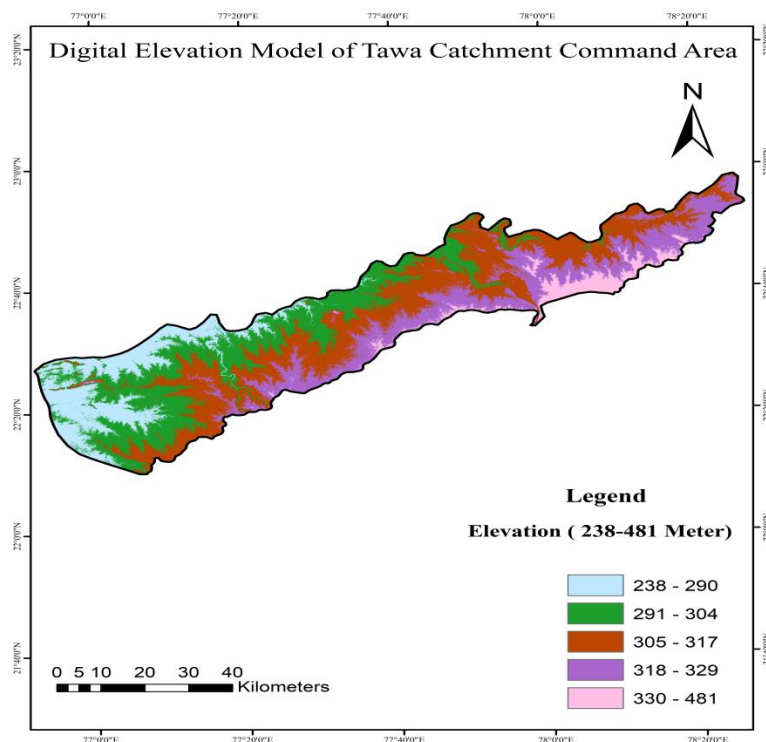 77°0'0"E 77°20'0"E 77°40'0"E 78°0'0"E 78°20'0"E
Digital Elevation Model of Tawa Catchment Command Area
N
23°20'0"N
23°0'0"N
22°40'0"N
22°20'0"N
22°0'0"N
21°40'0"N
Legend
Elevation ( 238-481 Meter)
238 - 290
291 - 304
305 - 317
318 - 329
330 - 481
0 5 10 20 30 40
Kilometers
77°0'0"E 77°20'0"E 77°40'0"E 78°0'0"E 78°20'0"E